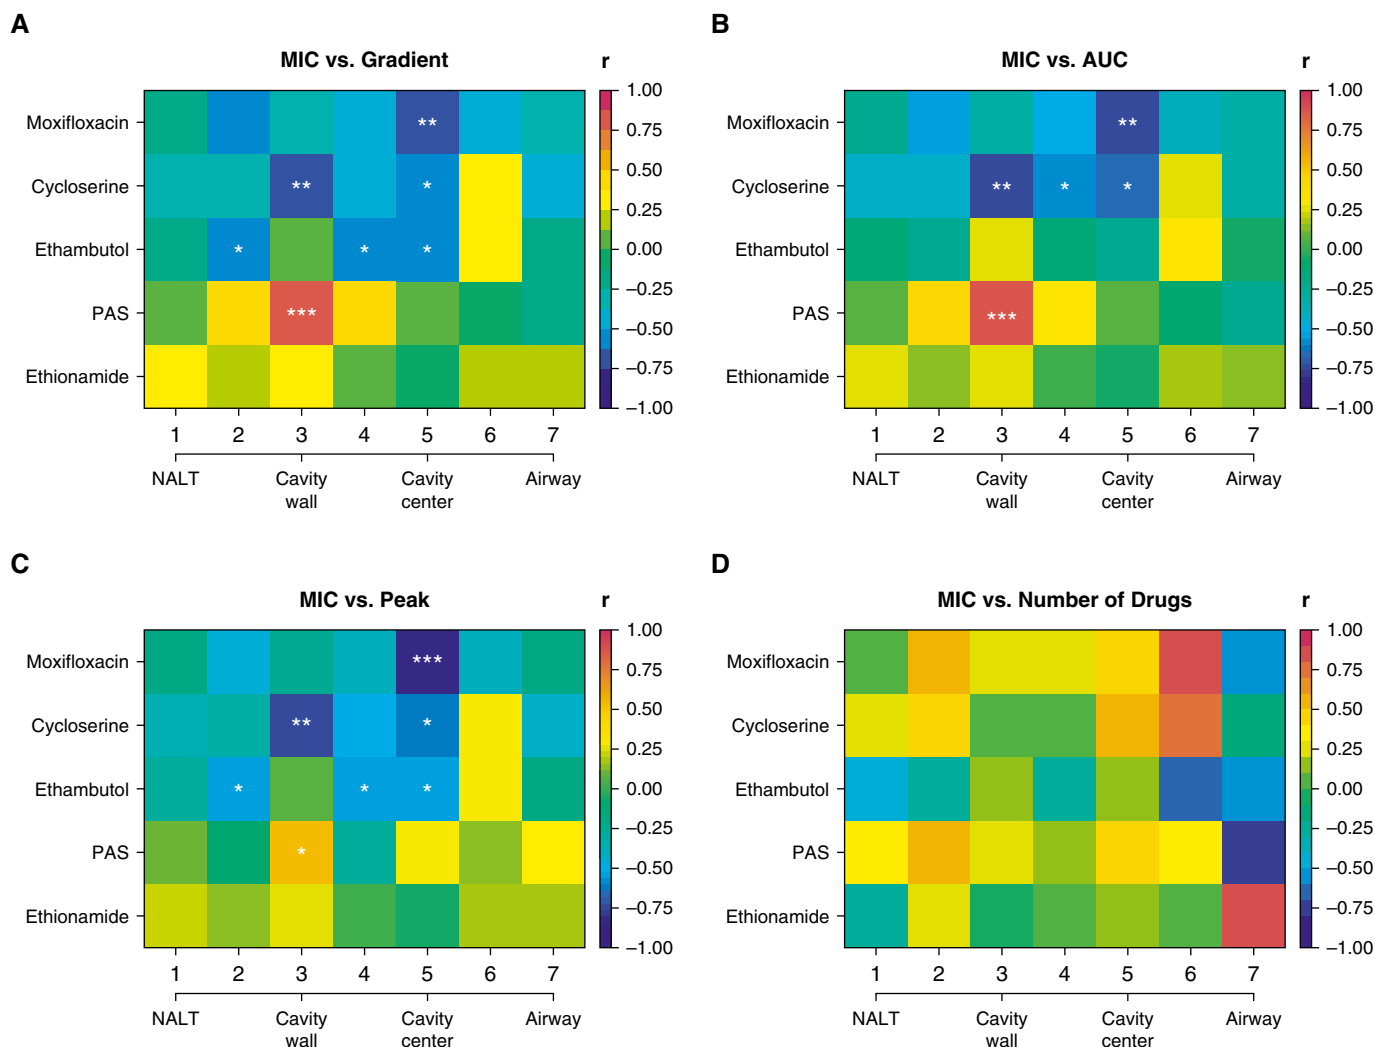 A
MIC vs. Gradient
r
Moxifloxacin
**
Cycloserine
**
*
Ethambutol
*
*
*
PAS
***
Ethionamide
1.00
0.75
0.50
0.25
0.00
−0.25
−0.50
−0.75
−1.00
1 2 3 4 5 6 7
NALT Cavity wall Cavity center Airway
B
MIC vs. AUC
r
Moxifloxacin
**
Cycloserine
**
*
*
Ethambutol
PAS
***
Ethionamide
1.00
0.75
0.50
0.25
0.00
−0.25
−0.50
−0.75
−1.00
1 2 3 4 5 6 7
NALT Cavity wall Cavity center Airway
C
MIC vs. Peak
r
Moxifloxacin
***
Cycloserine
**
*
Ethambutol
*
*
*
PAS
*
Ethionamide
1.00
0.75
0.50
0.25
0.00
−0.25
−0.50
−0.75
−1.00
1 2 3 4 5 6 7
NALT Cavity wall Cavity center Airway
D
MIC vs. Number of Drugs
r
Moxifloxacin
Cycloserine
Ethambutol
PAS
Ethionamide
1.00
0.75
0.50
0.25
0.00
−0.25
−0.50
−0.75
−1.00
1 2 3 4 5 6 7
NALT Cavity wall Cavity center Airway